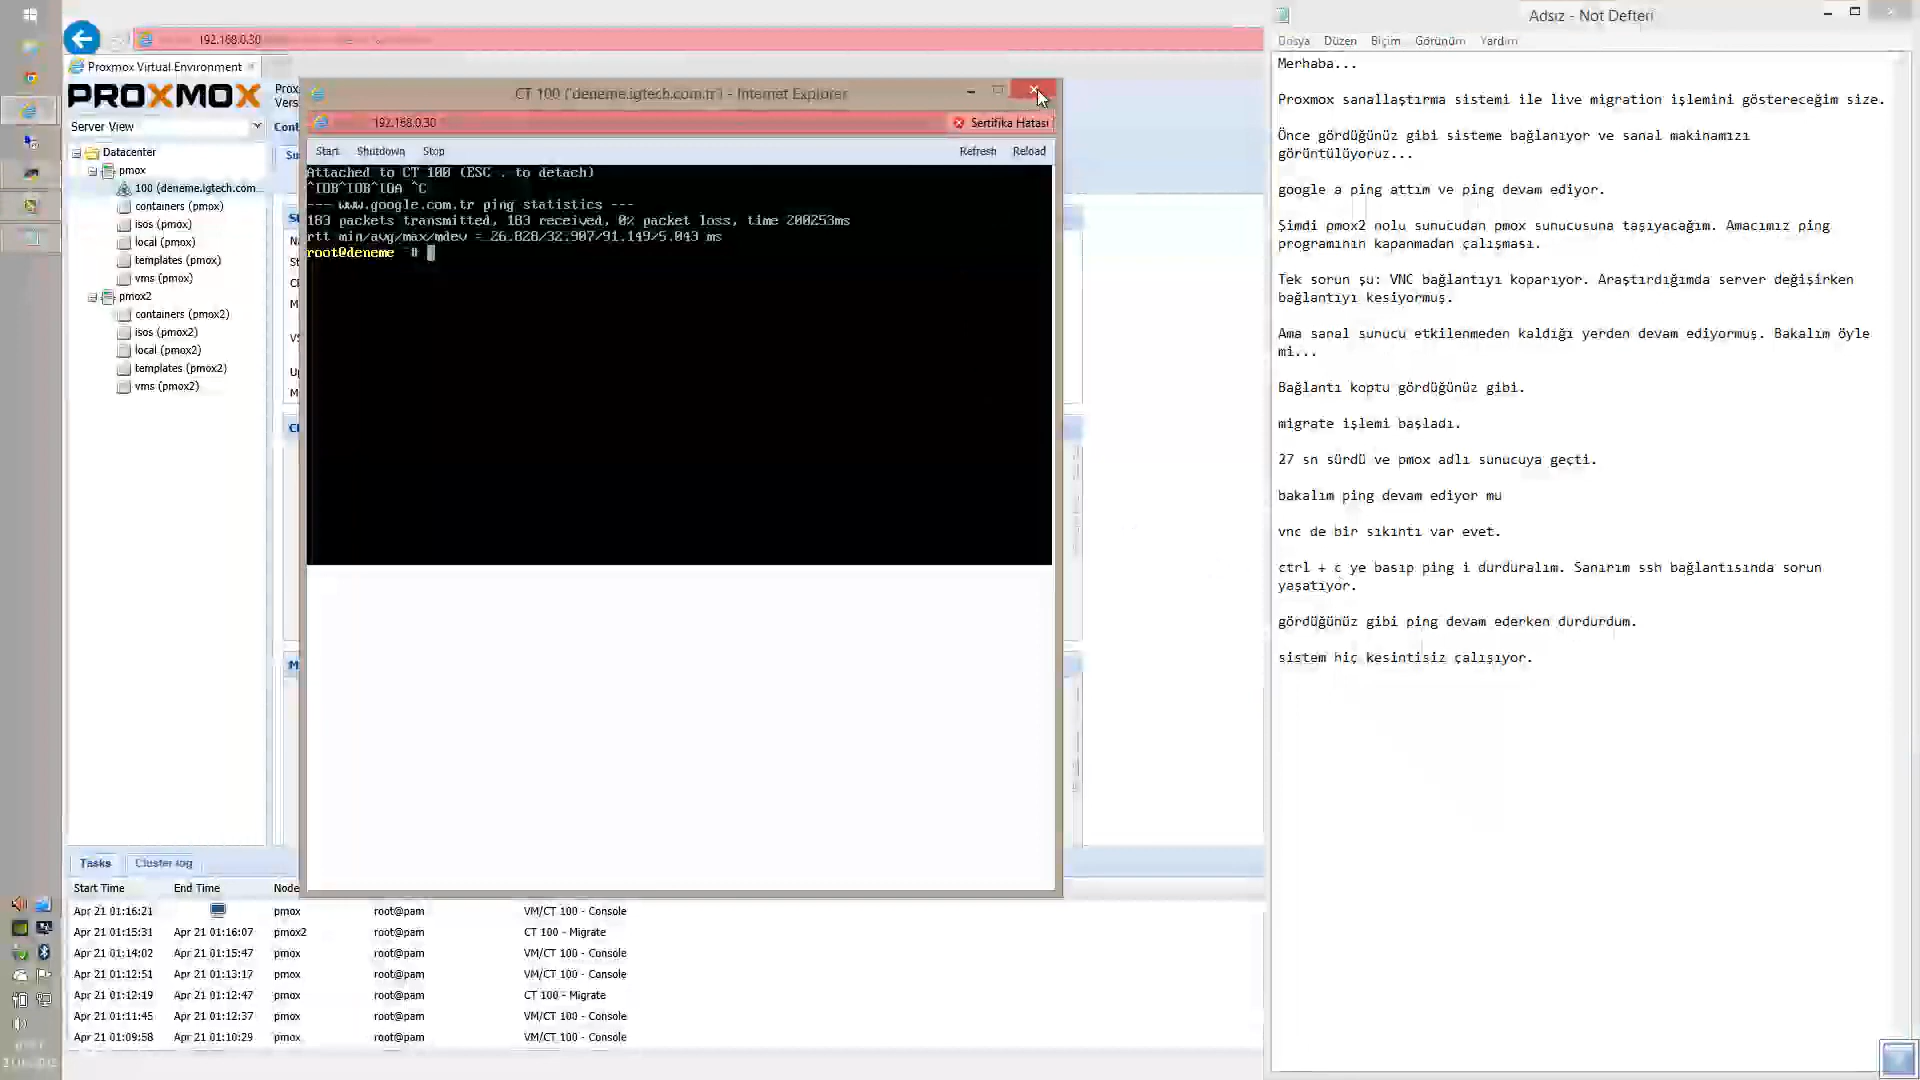 192.168.0.30
Proxmox Virtual Environment
PROXMOX
Server View
Datacenter
pmox
100 (deneme.igtech.com...
containers (pmox)
isos (pmox)
local (pmox)
templates (pmox)
vms (pmox)
pmox2
containers (pmox2)
isos (pmox2)
local (pmox2)
templates (pmox2)
vms (pmox2)
CT 100 ('deneme.igtech.com.tr') - Internet Explorer
192.168.0.30
Sertifika Hatası
Start Shutdown Stop Refresh Reload
Attached to CT 100 (ESC . to detach)
^[OB^[OB^[OA ^C
--- www.google.com.tr ping statistics ---
183 packets transmitted, 183 received, 0% packet loss, time 200253ms
rtt min/avg/max/mdev = 26.828/32.907/91.149/5.043 ms
root@deneme ~#
Tasks Cluster log
Start Time End Time Node
Apr 21 01:16:21 pmox root@pam VM/CT 100 - Console
Apr 21 01:15:31 Apr 21 01:16:07 pmox2 root@pam CT 100 - Migrate
Apr 21 01:14:02 Apr 21 01:15:47 pmox root@pam VM/CT 100 - Console
Apr 21 01:12:51 Apr 21 01:13:17 pmox root@pam VM/CT 100 - Console
Apr 21 01:12:19 Apr 21 01:12:47 pmox root@pam CT 100 - Migrate
Apr 21 01:11:45 Apr 21 01:12:37 pmox root@pam VM/CT 100 - Console
Apr 21 01:09:58 Apr 21 01:10:29 pmox root@pam VM/CT 100 - Console
Adsız - Not Defteri
Dosya Düzen Biçim Görünüm Yardım
Merhaba...
Proxmox sanallaştırma sistemi ile live migration işlemini göstereceğim size.
Önce gördüğünüz gibi sisteme bağlanıyor ve sanal makinamızı
görüntülüyoruz...
google a ping attım ve ping devam ediyor.
Şimdi pmox2 nolu sunucudan pmox sunucusuna taşıyacağım. Amacımız ping
programının kapanmadan çalışması.
Tek sorun şu: VNC bağlantıyı koparıyor. Araştırdığımda server değişirken
bağlantıyı kesiyormuş.
Ama sanal sunucu etkilenmeden kaldığı yerden devam ediyormuş. Bakalım öyle
mi...
Bağlantı koptu gördüğünüz gibi.
migrate işlemi başladı.
27 sn sürdü ve pmox adlı sunucuya geçti.
bakalım ping devam ediyor mu
vnc de bir sıkıntı var evet.
ctrl + c ye basıp ping i durduralım. Sanırım ssh bağlantısında sorun
yaşatıyor.
gördüğünüz gibi ping devam ederken durdurdum.
sistem hiç kesintisiz çalışıyor.